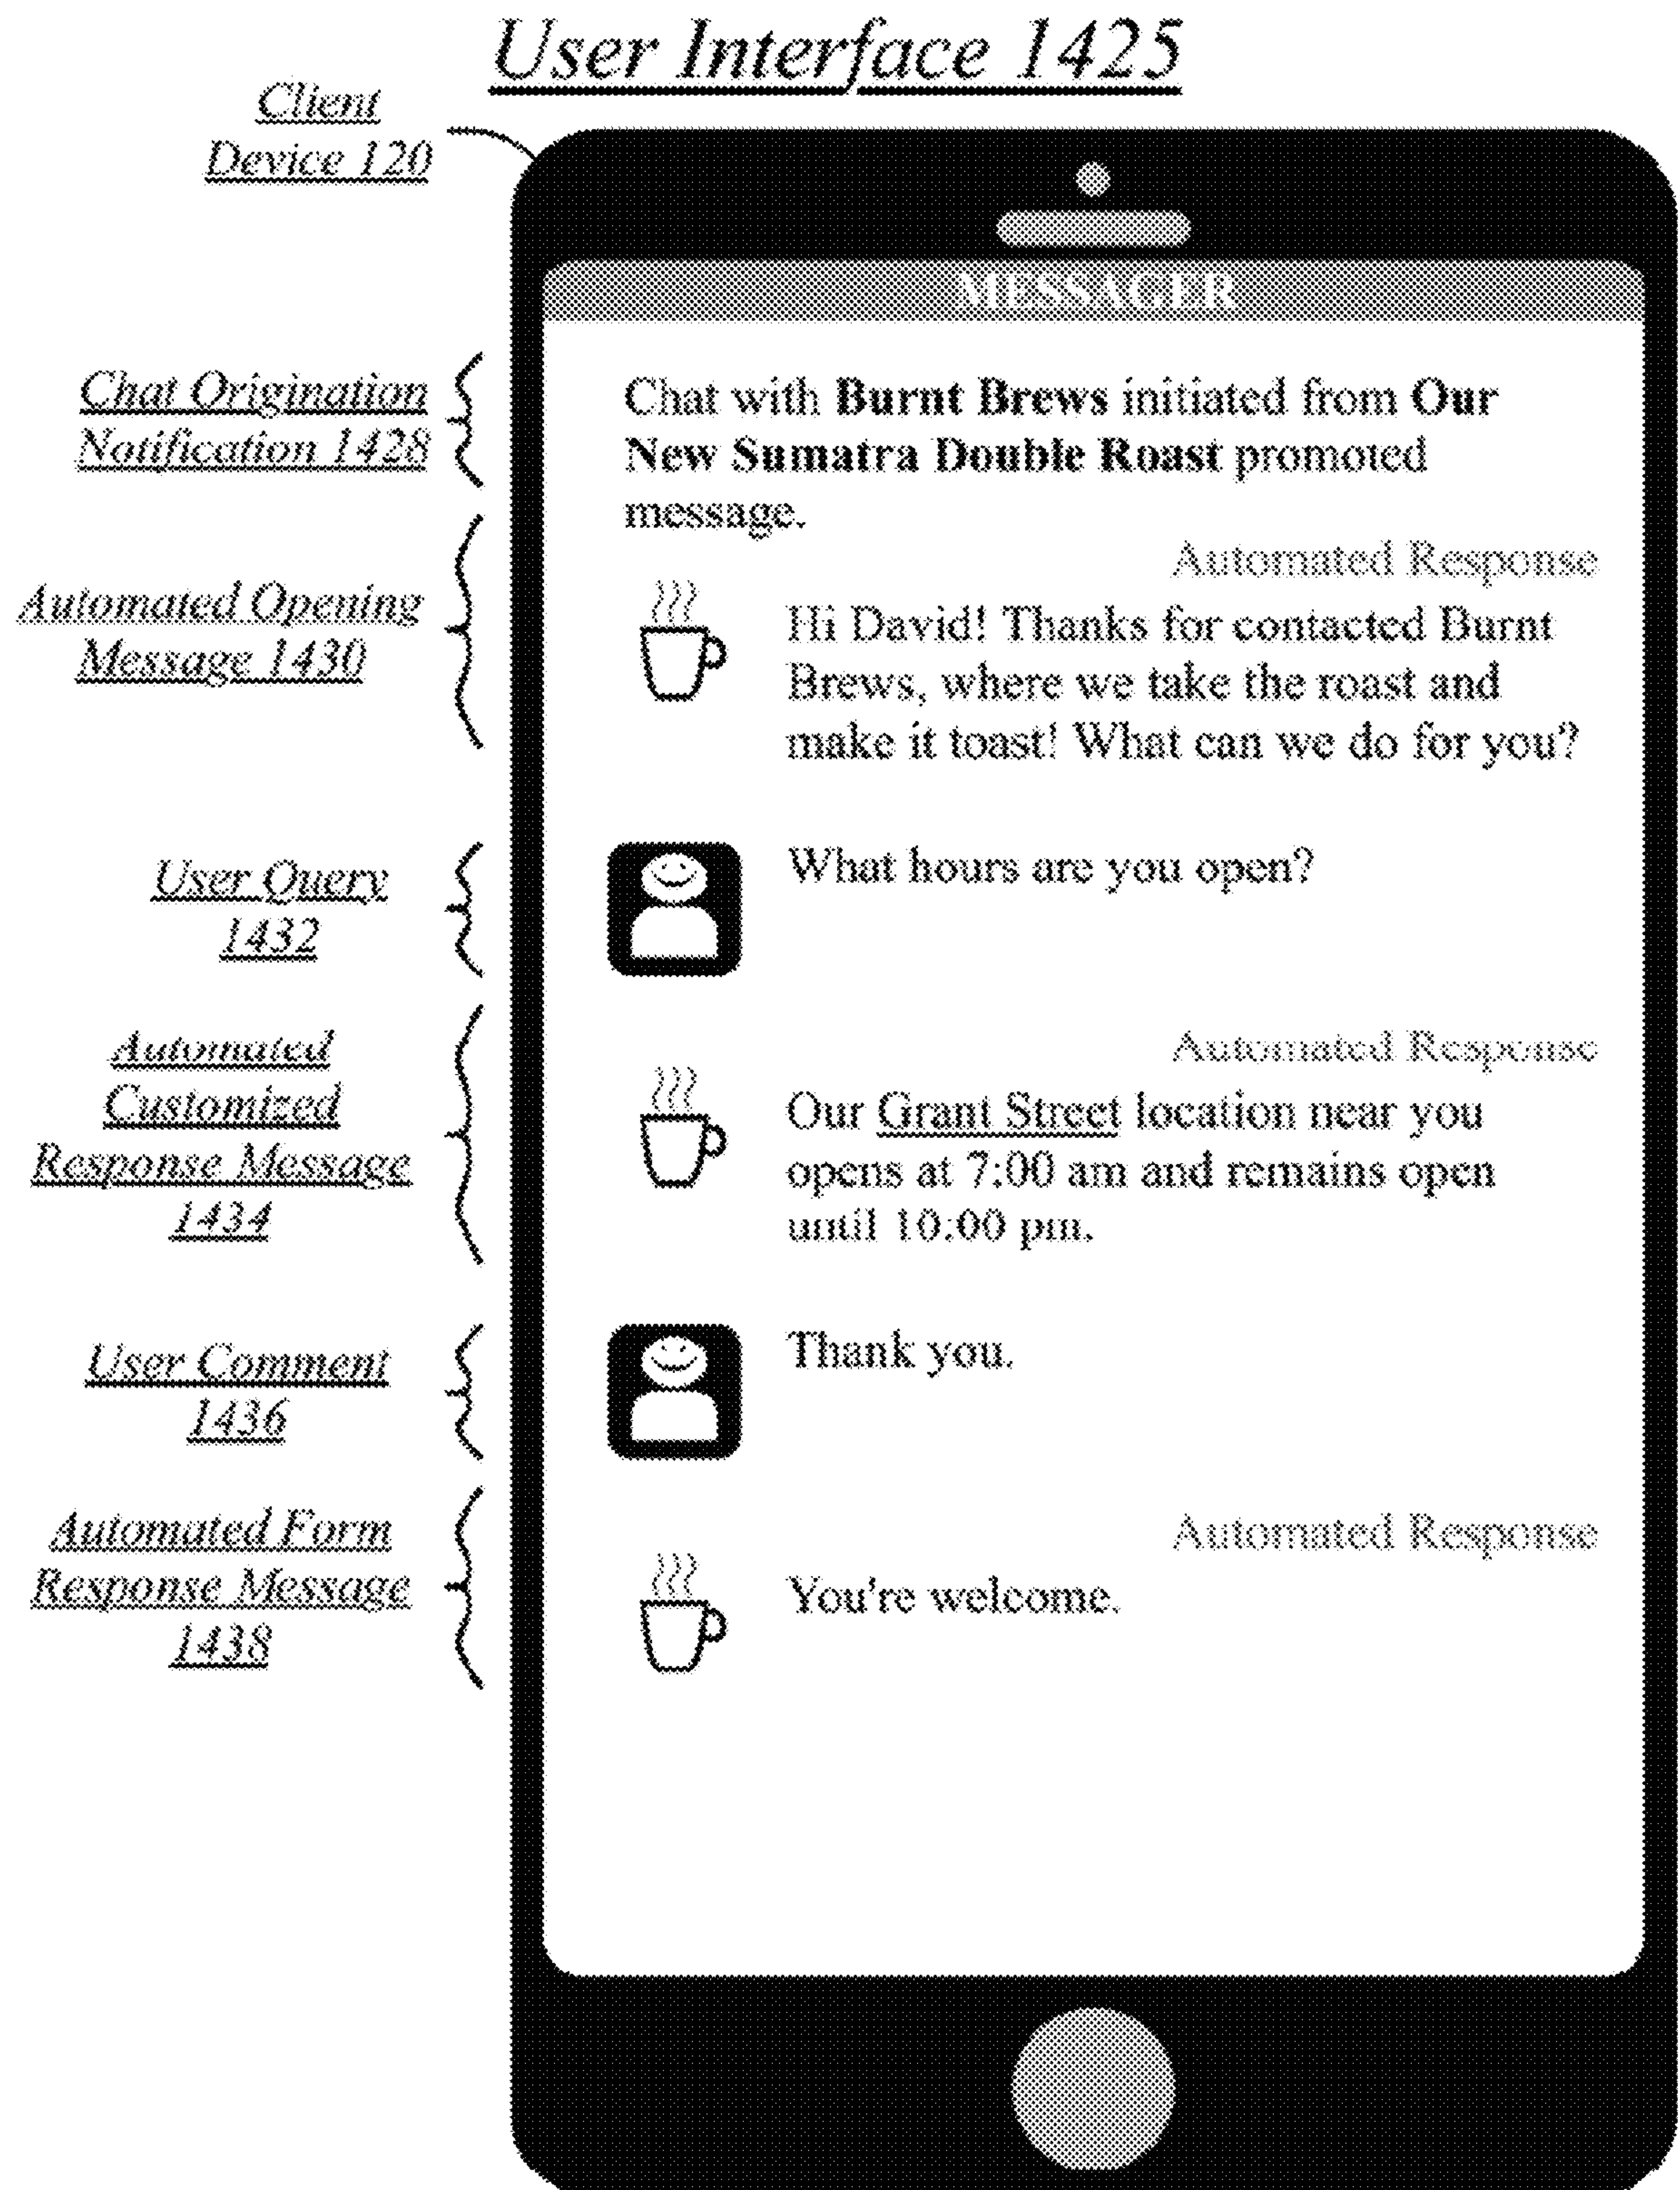 User Interface 1425
Client
Device 120
MESSAGER
Chat Origination
Notification 1428
Chat with Burnt Brews initiated from Our
New Sumatra Double Roast promoted
message.
Automated Opening
Message 1430
Automated Response
Hi David! Thanks for contacted Burnt
Brews, where we take the roast and
make it toast! What can we do for you?
User Query
1432
What hours are you open?
Automated
Customized
Response Message
1434
Automated Response
Our Grant Street location near you
opens at 7:00 am and remains open
until 10:00 pm.
User Comment
1436
Thank you.
Automated Form
Response Message
1438
Automated Response
You're welcome.